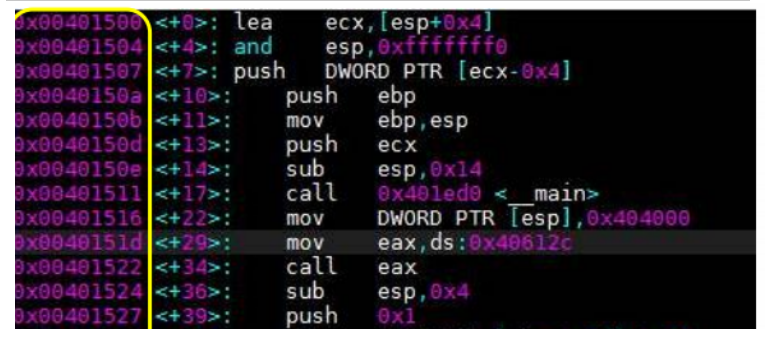 0x00401500 <+0>: lea ecx,[esp+0x4]
0x00401504 <+4>: and esp,0xfffffff0
0x00401507 <+7>: push DWORD PTR [ecx-0x4]
0x0040150a <+10>: push ebp
0x0040150b <+11>: mov ebp,esp
0x0040150d <+13>: push ecx
0x0040150e <+14>: sub esp,0x14
0x00401511 <+17>: call 0x401ed0 <__main>
0x00401516 <+22>: mov DWORD PTR [esp],0x404000
0x0040151d <+29>: mov eax,ds:0x40612c
0x00401522 <+34>: call eax
0x00401524 <+36>: sub esp,0x4
0x00401527 <+39>: push 0x1